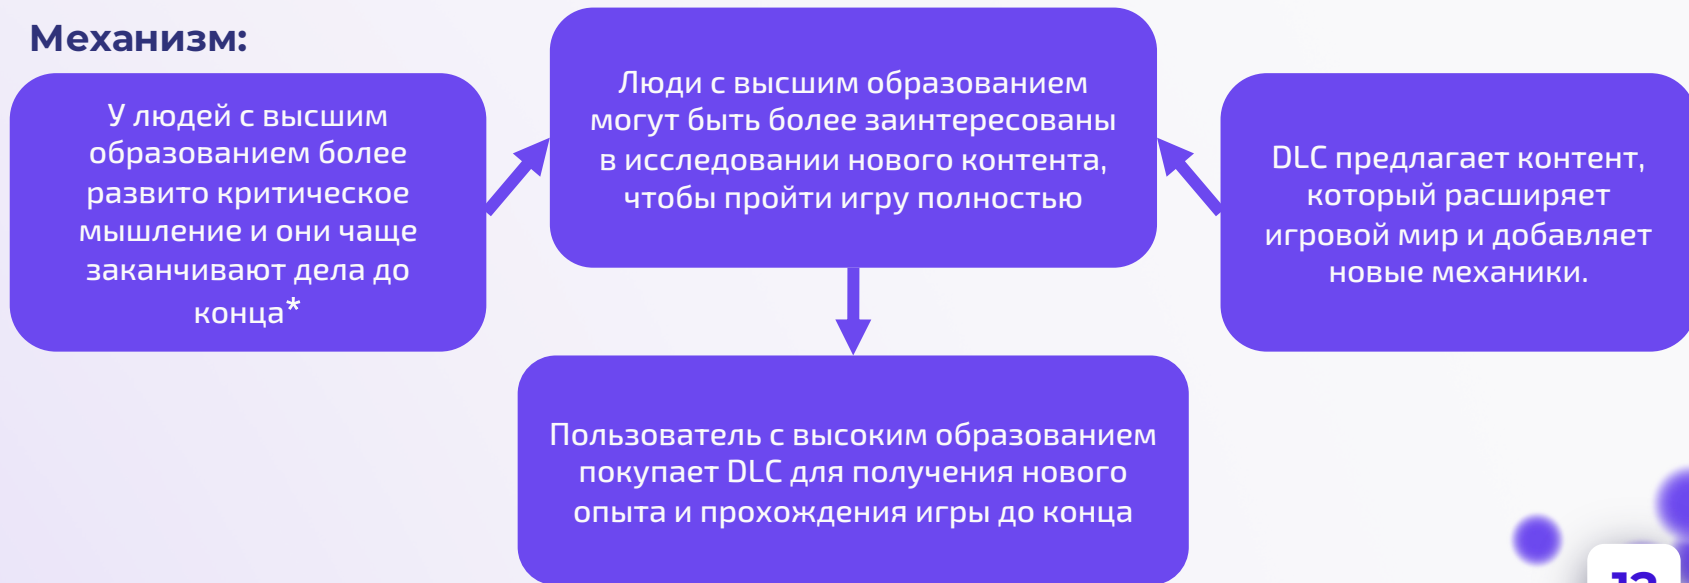 Механизм:
У людей с высшим
образованием более
развито критическое
мышление и они чаще
заканчивают дела до
конца*
Люди с высшим образованием
могут быть более заинтересованы
в исследовании нового контента,
чтобы пройти игру полностью
DLC предлагает контент,
который расширяет
игровой мир и добавляет
новые механики.
Пользователь с высоким образованием
покупает DLC для получения нового
опыта и прохождения игры до конца